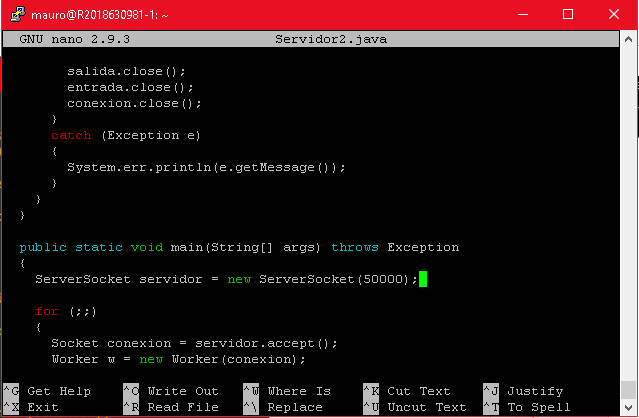 mauro@R2018630981-1: ~
GNU nano 2.9.3 Servidor2.java
salida.close();
entrada.close();
conexion.close();
}
catch (Exception e)
{
System.err.println(e.getMessage());
}
}
}
public static void main(String[] args) throws Exception
{
ServerSocket servidor = new ServerSocket(50000);
for (;;)
{
Socket conexion = servidor.accept();
Worker w = new Worker(conexion);
^G Get Help ^O Write Out ^W Where Is ^K Cut Text ^J Justify
^X Exit ^R Read File ^\ Replace ^U Uncut Text ^T To Spell